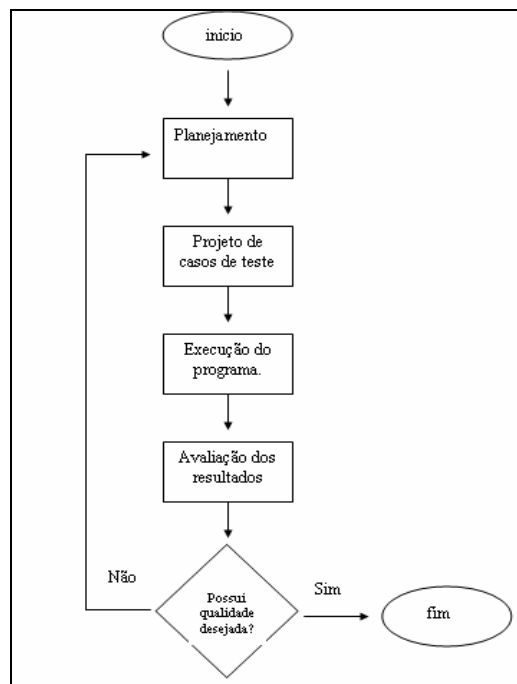 inicio
Planejamento
Projeto de
casos de teste
Execução do
programa.
Avaliação dos
resultados
Não
Possui
qualidade
desejada?
Sim
fim